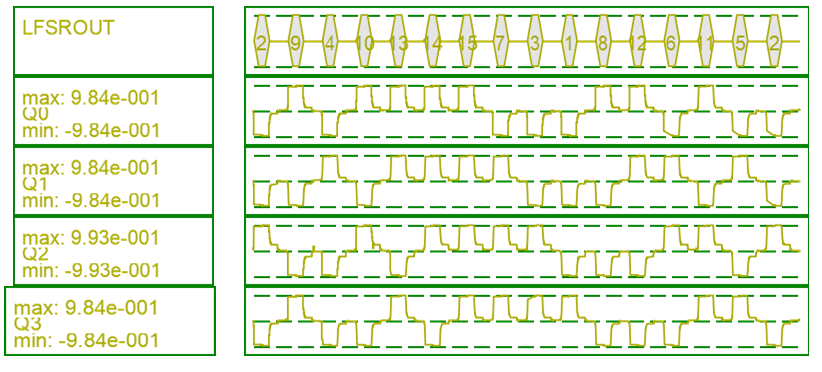 LFSROUT
2 9 4 10 13 14 15 7 3 1 8 12 6 11 5 2
max: 9.84e-001
Q0
min: -9.84e-001
max: 9.84e-001
Q1
min: -9.84e-001
max: 9.93e-001
Q2
min: -9.93e-001
max: 9.84e-001
Q3
min: -9.84e-001